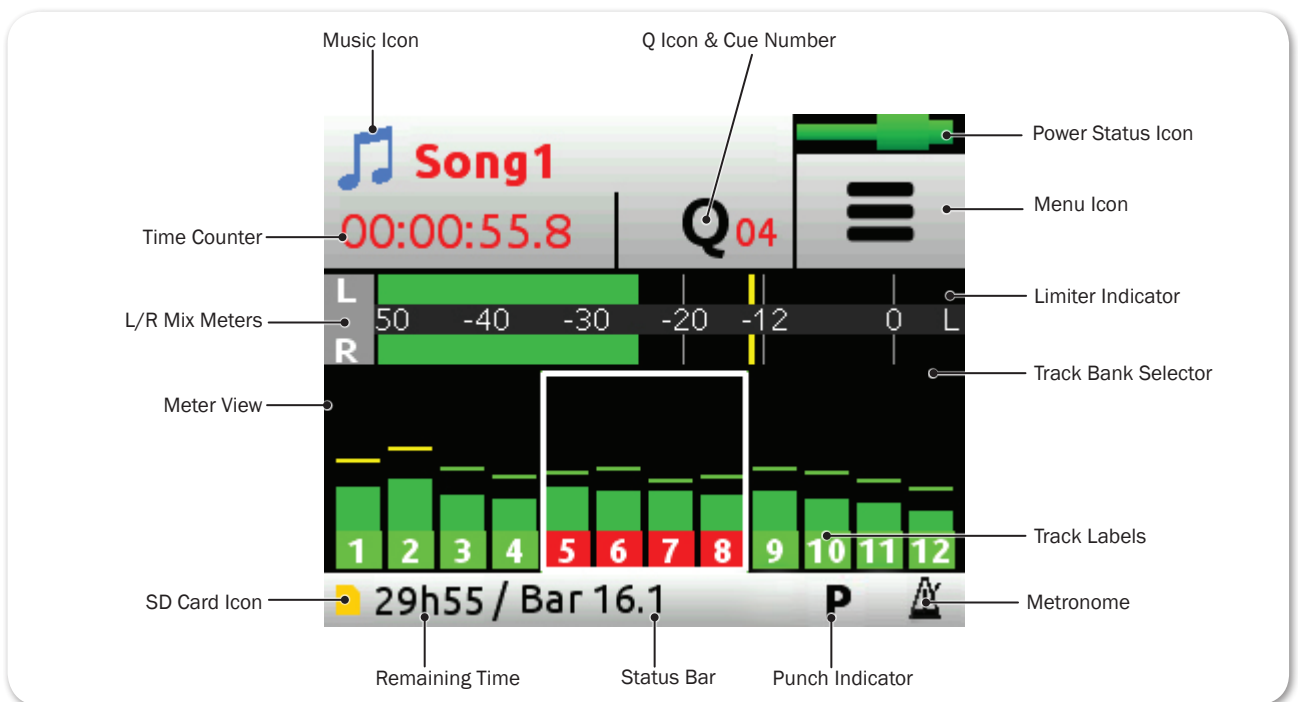 Music Icon
Q Icon & Cue Number
Power Status Icon
Song1
Menu Icon
Time Counter
00:00:55.8
Q04
L
Limiter Indicator
L/R Mix Meters
50 -40 -30 -20 -12 0 L
R
Track Bank Selector
Meter View
Track Labels
1 2 3 4 5 6 7 8 9 10 11 12
SD Card Icon
29h55 / Bar 16.1 P
Metronome
Remaining Time
Status Bar
Punch Indicator